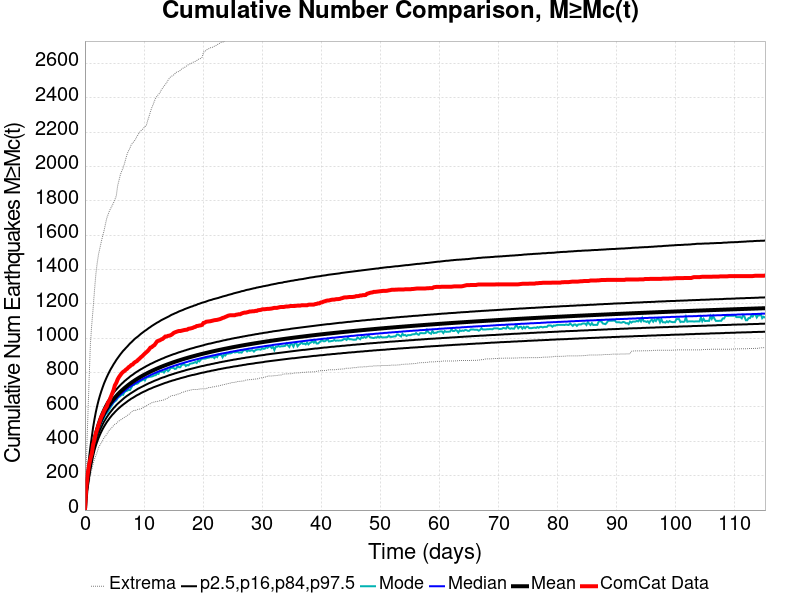 Cumulative Number Comparison, M≥Mc(t)
Cumulative Num Earthquakes M≥Mc(t)
2600
2400
2200
2000
1800
1600
1400
1200
1000
800
600
400
200
0
0 10 20 30 40 50 60 70 80 90 100 110
Time (days)
Extrema p2.5,p16,p84,p97.5 Mode Median Mean ComCat Data